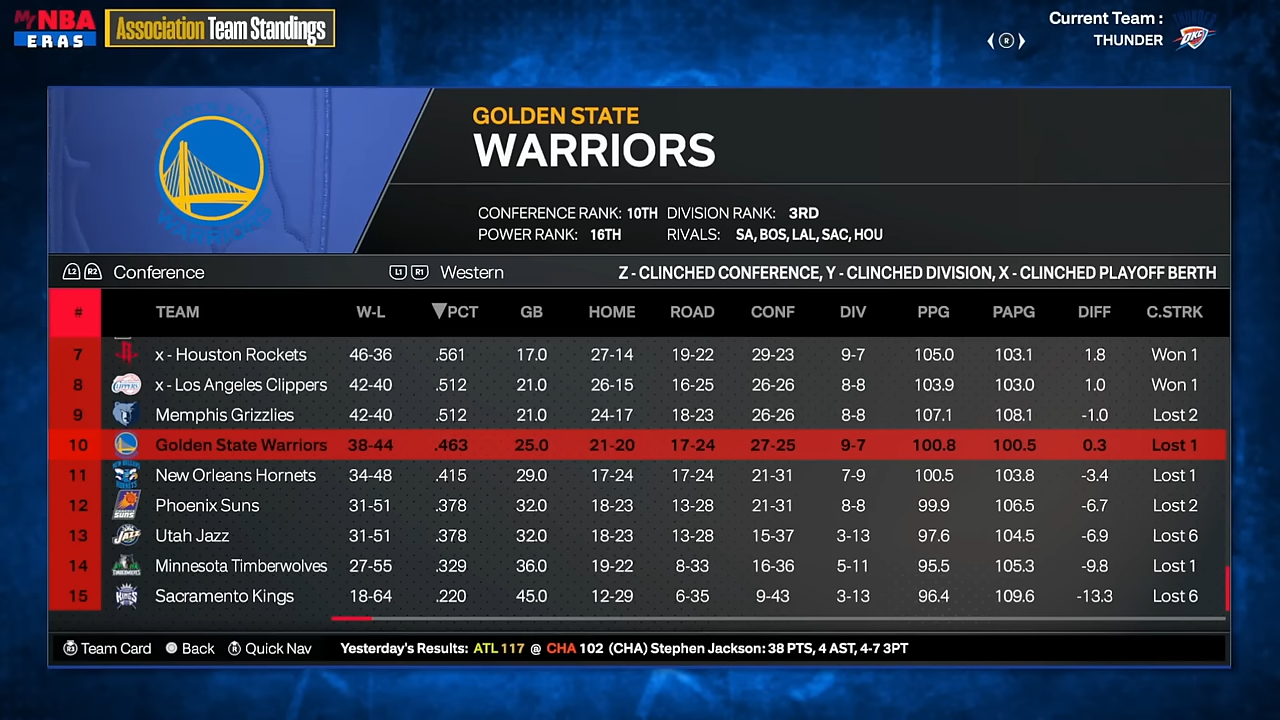 MyNBA
ERAS
Association Team Standings
Current Team :
THUNDER
R
GOLDEN STATE
WARRIORS
CONFERENCE RANK: 10TH DIVISION RANK: 3RD
POWER RANK: 16TH RIVALS: SA, BOS, LAL, SAC, HOU
L2 R2 Conference L1 R1 Western Z - CLINCHED CONFERENCE, Y - CLINCHED DIVISION, X - CLINCHED PLAYOFF BERTH
# TEAM W-L PCT GB HOME ROAD CONF DIV PPG PAPG DIFF C.STRK
7 x - Houston Rockets 46-36 .561 17.0 27-14 19-22 29-23 9-7 105.0 103.1 1.8 Won 1
8 x - Los Angeles Clippers 42-40 .512 21.0 26-15 16-25 26-26 8-8 103.9 103.0 1.0 Won 1
9 Memphis Grizzlies 42-40 .512 21.0 24-17 18-23 26-26 8-8 107.1 108.1 -1.0 Lost 2
10 Golden State Warriors 38-44 .463 25.0 21-20 17-24 27-25 9-7 100.8 100.5 0.3 Lost 1
11 New Orleans Hornets 34-48 .415 29.0 17-24 17-24 21-31 7-9 100.5 103.8 -3.4 Lost 1
12 Phoenix Suns 31-51 .378 32.0 18-23 13-28 21-31 8-8 99.9 106.5 -6.7 Lost 2
13 Utah Jazz 31-51 .378 32.0 18-23 13-28 15-37 3-13 97.6 104.5 -6.9 Lost 6
14 Minnesota Timberwolves 27-55 .329 36.0 19-22 8-33 16-36 5-11 95.5 105.3 -9.8 Lost 1
15 Sacramento Kings 18-64 .220 45.0 12-29 6-35 9-43 3-13 96.4 109.6 -13.3 Lost 6
Team Card Back R Quick Nav Yesterday's Results: ATL 117 @ CHA 102 (CHA) Stephen Jackson: 38 PTS, 4 AST, 4-7 3PT